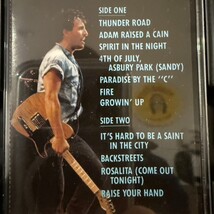 SIDE ONE
THUNDER ROAD
ADAM RAISED A CAIN
SPIRIT IN THE NIGHT
4TH OF JULY,
ASBURY PARK (SANDY)
PARADISE BY THE "C"
FIRE
GROWIN' UP
SIDE TWO
IT'S HARD TO BE A SAINT
IN THE CITY
BACKSTREETS
ROSALITA (COME OUT
TONIGHT)
RAISE YOUR HAND